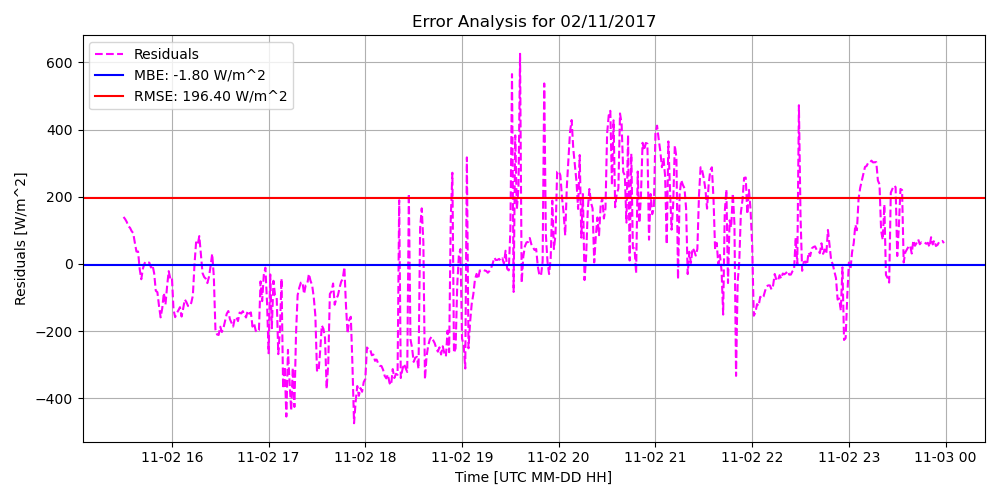 Error Analysis for 02/11/2017
Residuals
MBE: -1.80 W/m^2
RMSE: 196.40 W/m^2
Residuals [W/m^2]
600
400
200
0
−200
−400
11-02 16 11-02 17 11-02 18 11-02 19 11-02 20 11-02 21 11-02 22 11-02 23 11-03 00
Time [UTC MM-DD HH]